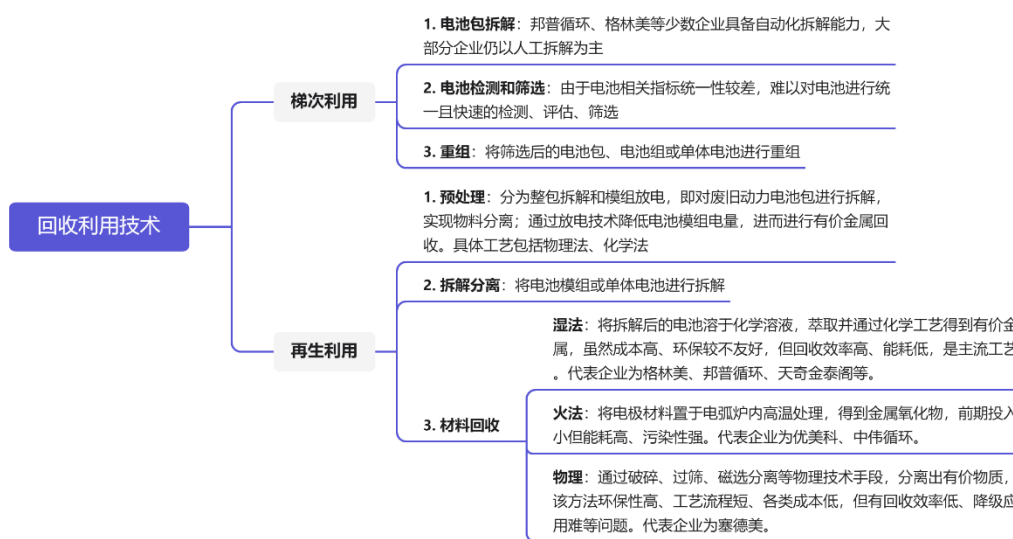 回收利用技术
梯次利用
1. 电池包拆解：邦普循环、格林美等少数企业具备自动化拆解能力，大
部分企业仍以人工拆解为主
2. 电池检测和筛选：由于电池相关指标统一性较差，难以对电池进行统
一且快速的检测、评估、筛选
3. 重组：将筛选后的电池包、电池组或单体电池进行重组
再生利用
1. 预处理：分为整包拆解和模组放电，即对废旧动力电池包进行拆解，
实现物料分离；通过放电技术降低电池模组电量，进而进行有价金属回
收。具体工艺包括物理法、化学法
2. 拆解分离：将电池模组或单体电池进行拆解
3. 材料回收
湿法：将拆解后的电池溶于化学溶液，萃取并通过化学工艺得到有价金
属，虽然成本高、环保较不友好，但回收效率高、能耗低，是主流工艺
。代表企业为格林美、邦普循环、天奇金泰阁等。
火法：将电极材料置于电弧炉内高温处理，得到金属氧化物，前期投入
小但能耗高、污染性强。代表企业为优美科、中伟循环。
物理：通过破碎、过筛、磁选分离等物理技术手段，分离出有价物质，
该方法环保性高、工艺流程短、各类成本低，但有回收效率低、降级应
用难等问题。代表企业为塞德美。